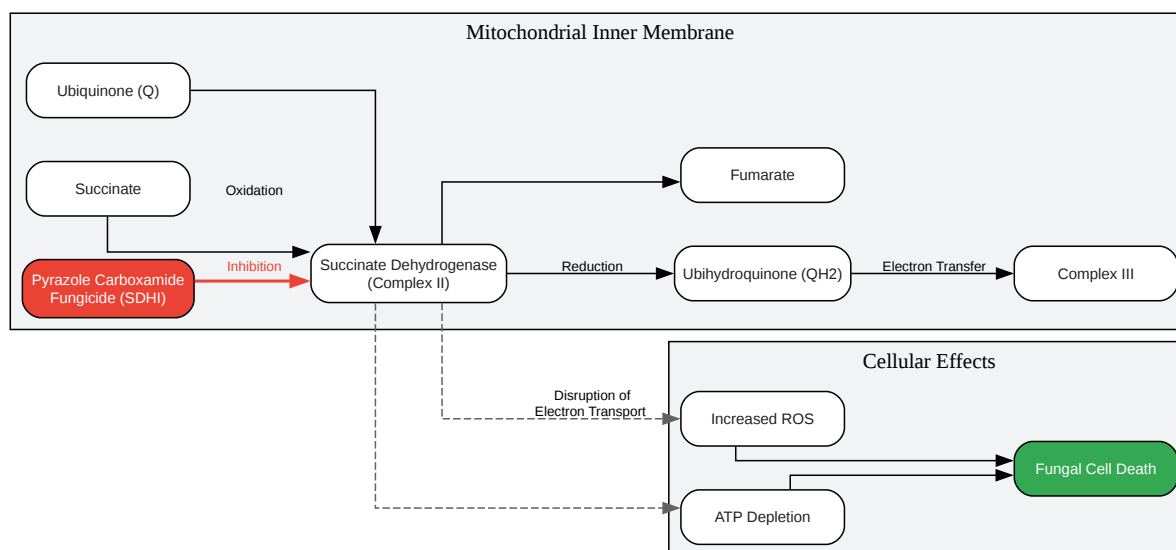 Mitochondrial Inner Membrane
Ubiquinone (Q)
Succinate
Oxidation
Fumarate
Pyrazole Carboxamide
Fungicide (SDHI)
Inhibition
Succinate Dehydrogenase
(Complex II)
Reduction
Ubihydroquinone (QH2)
Electron Transfer
Complex III
Cellular Effects
Disruption of
Electron Transport
Increased ROS
Fungal Cell Death
ATP Depletion